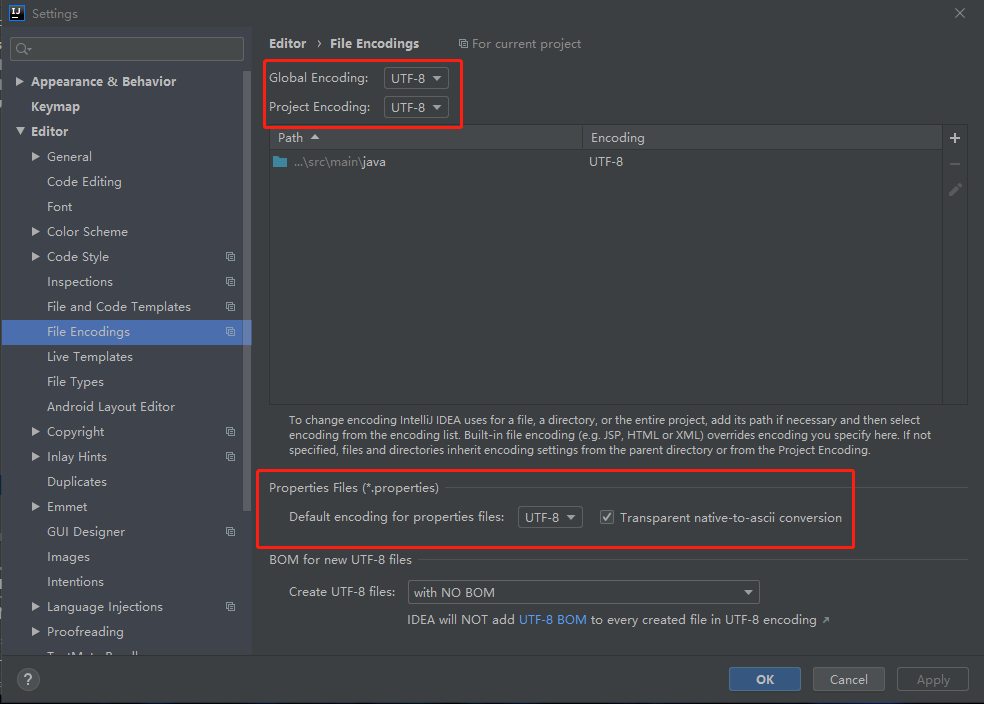 Settings
Appearance & Behavior
Keymap
Editor
General
Code Editing
Font
Color Scheme
Code Style
Inspections
File and Code Templates
File Encodings
Live Templates
File Types
Android Layout Editor
Copyright
Inlay Hints
Duplicates
Emmet
GUI Designer
Images
Intentions
Language Injections
Proofreading
Editor › File Encodings For current project
Global Encoding: UTF-8
Project Encoding: UTF-8
Path Encoding
...\src\main\java UTF-8
To change encoding IntelliJ IDEA uses for a file, a directory, or the entire project, add its path if necessary and then select
encoding from the encoding list. Built-in file encoding (e.g. JSP, HTML or XML) overrides encoding you specify here. If not
specified, files and directories inherit encoding settings from the parent directory or from the Project Encoding.
Properties Files (*.properties)
Default encoding for properties files: UTF-8 Transparent native-to-ascii conversion
BOM for new UTF-8 files
Create UTF-8 files: with NO BOM
IDEA will NOT add UTF-8 BOM to every created file in UTF-8 encoding ↗
? OK Cancel Apply